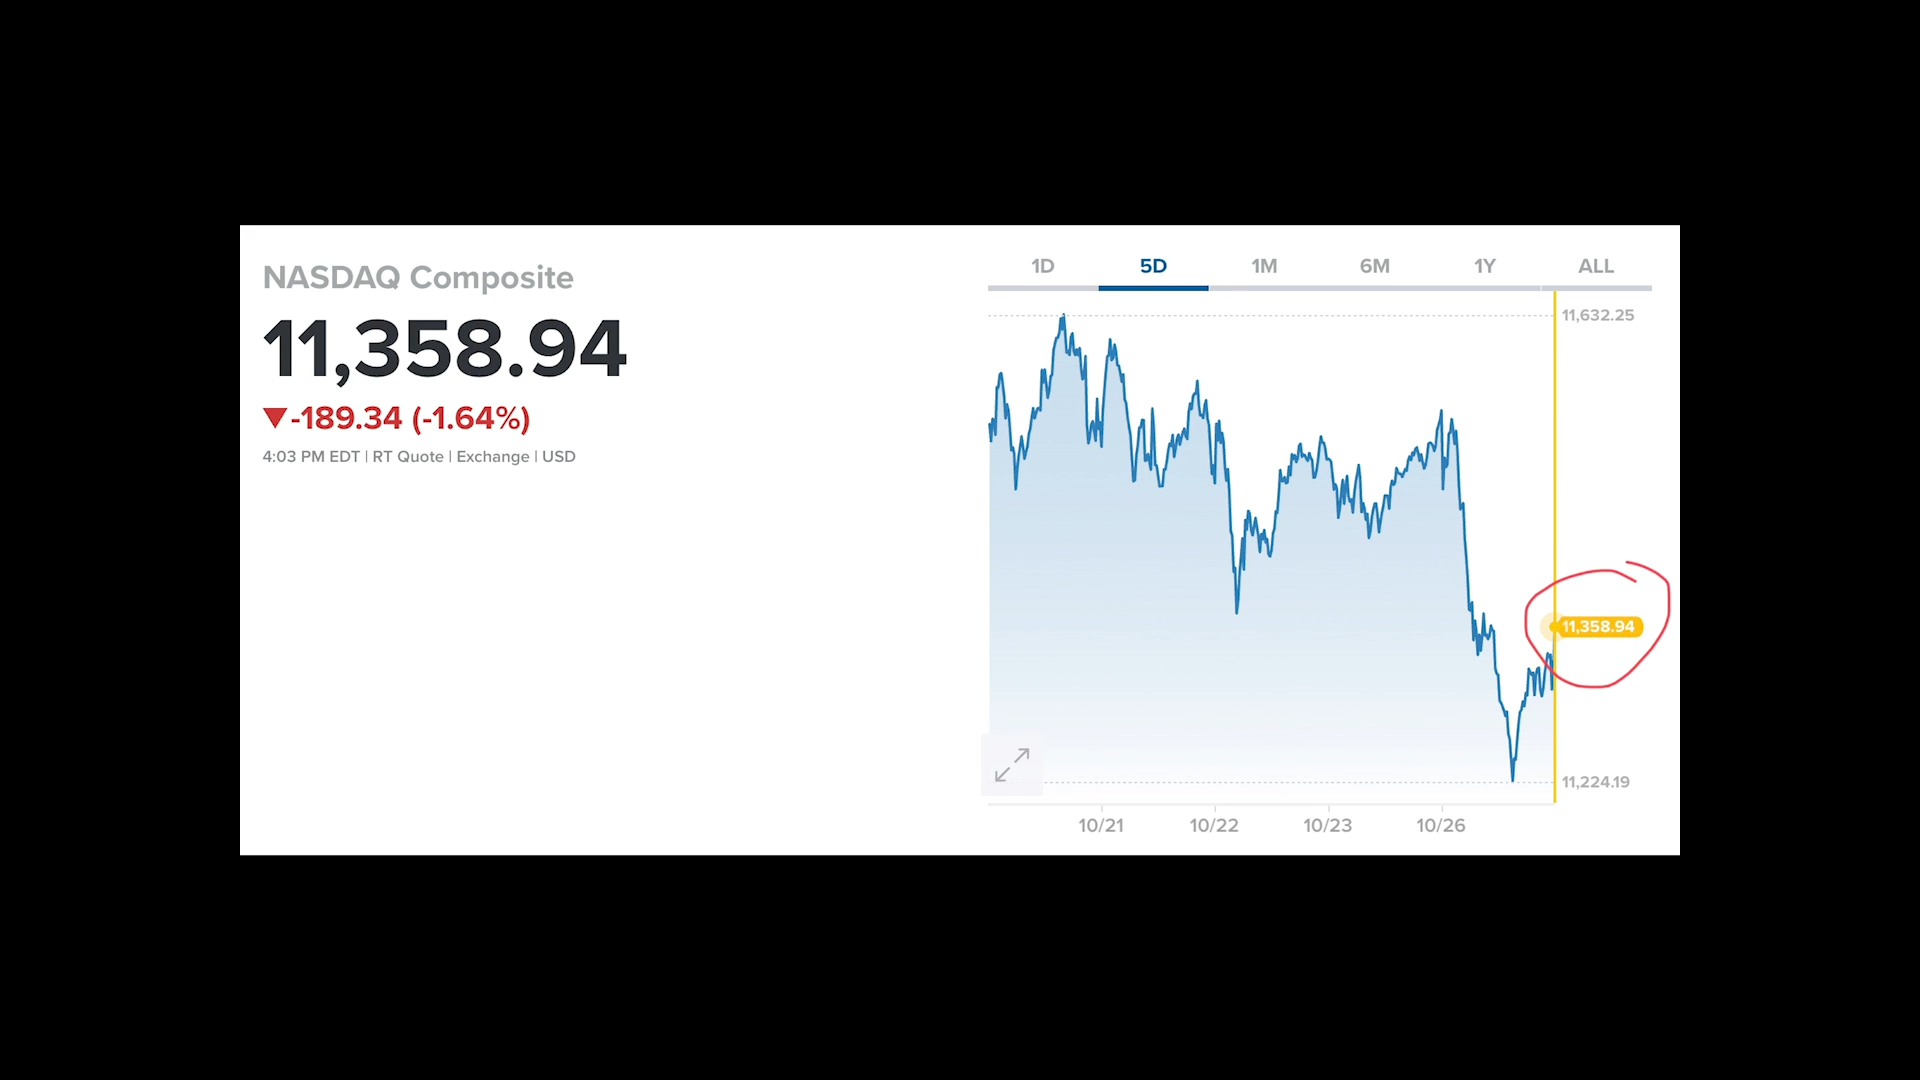 NASDAQ Composite
11,358.94
▼-189.34 (-1.64%)
4:03 PM EDT | RT Quote | Exchange | USD
1D 5D 1M 6M 1Y ALL
11,632.25
11,358.94
11,224.19
10/21 10/22 10/23 10/26